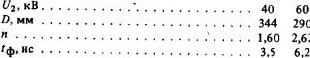 U₂, кВ . . . . . . . . . . . . . . . . . . . . . . . . 40 60
D, мм . . . . . . . . . . . . . . . . . . . . . . . . 344 290
n . . . . . . . . . . . . . . . . . . . . . . . . 1,60 2,62
tф, нс . . . . . . . . . . . . . . . . . . . . . . . . 3,5 6,2